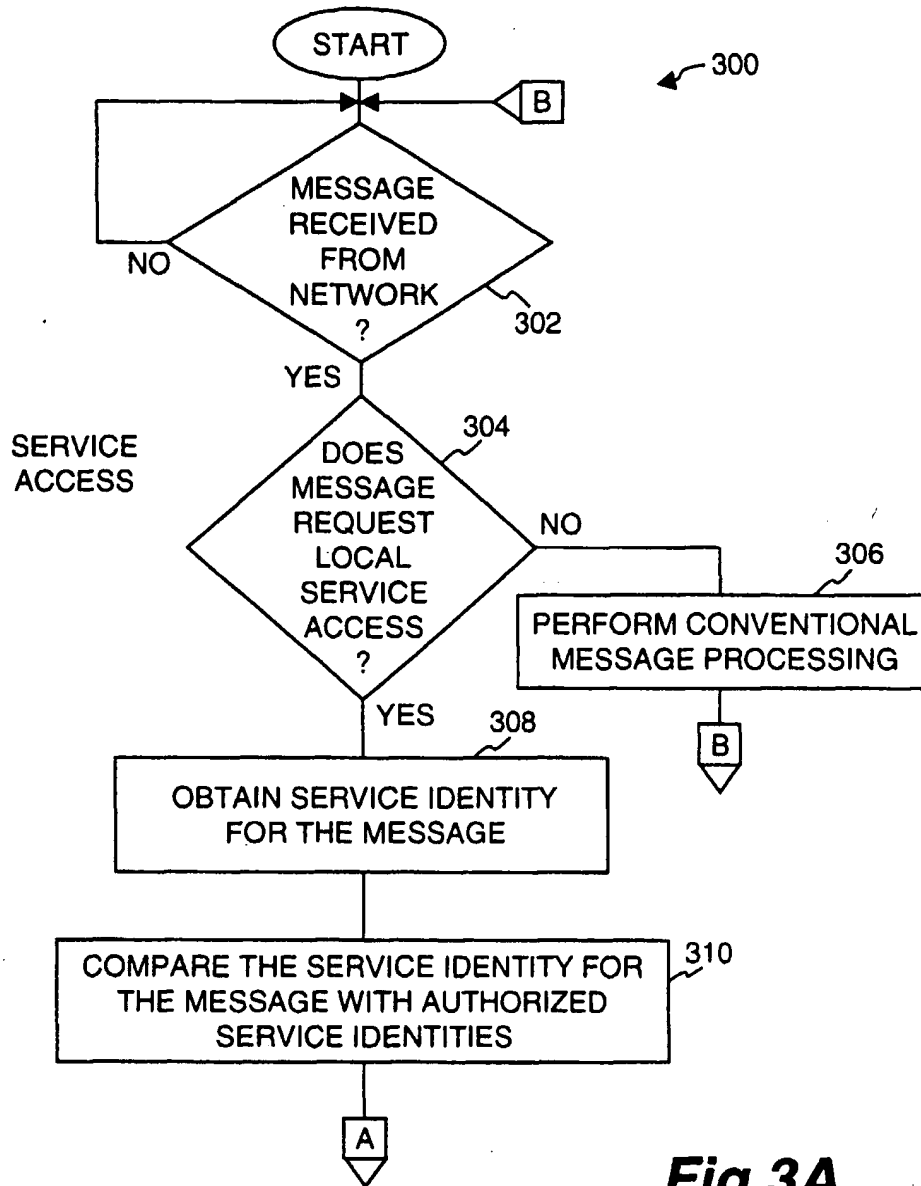 START
300
B
MESSAGE
RECEIVED
FROM
NETWORK
?
NO
302
YES
SERVICE
ACCESS
304
DOES
MESSAGE
REQUEST
LOCAL
SERVICE
ACCESS
?
NO
306
PERFORM CONVENTIONAL
MESSAGE PROCESSING
B
YES
308
OBTAIN SERVICE IDENTITY
FOR THE MESSAGE
310
COMPARE THE SERVICE IDENTITY FOR
THE MESSAGE WITH AUTHORIZED
SERVICE IDENTITIES
A
Fig.3A